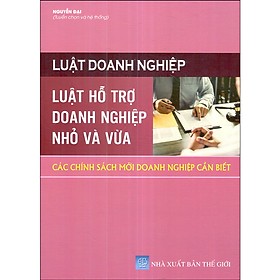 NGUYỄN ĐẠI
(Tuyển chọn và hệ thống)
LUẬT DOANH NGHIỆP
LUẬT HỖ TRỢ
DOANH NGHIỆP
NHỎ VÀ VỪA
CÁC CHÍNH SÁCH MỚI DOANH NGHIỆP CẦN BIẾT
NHÀ XUẤT BẢN THẾ GIỚI